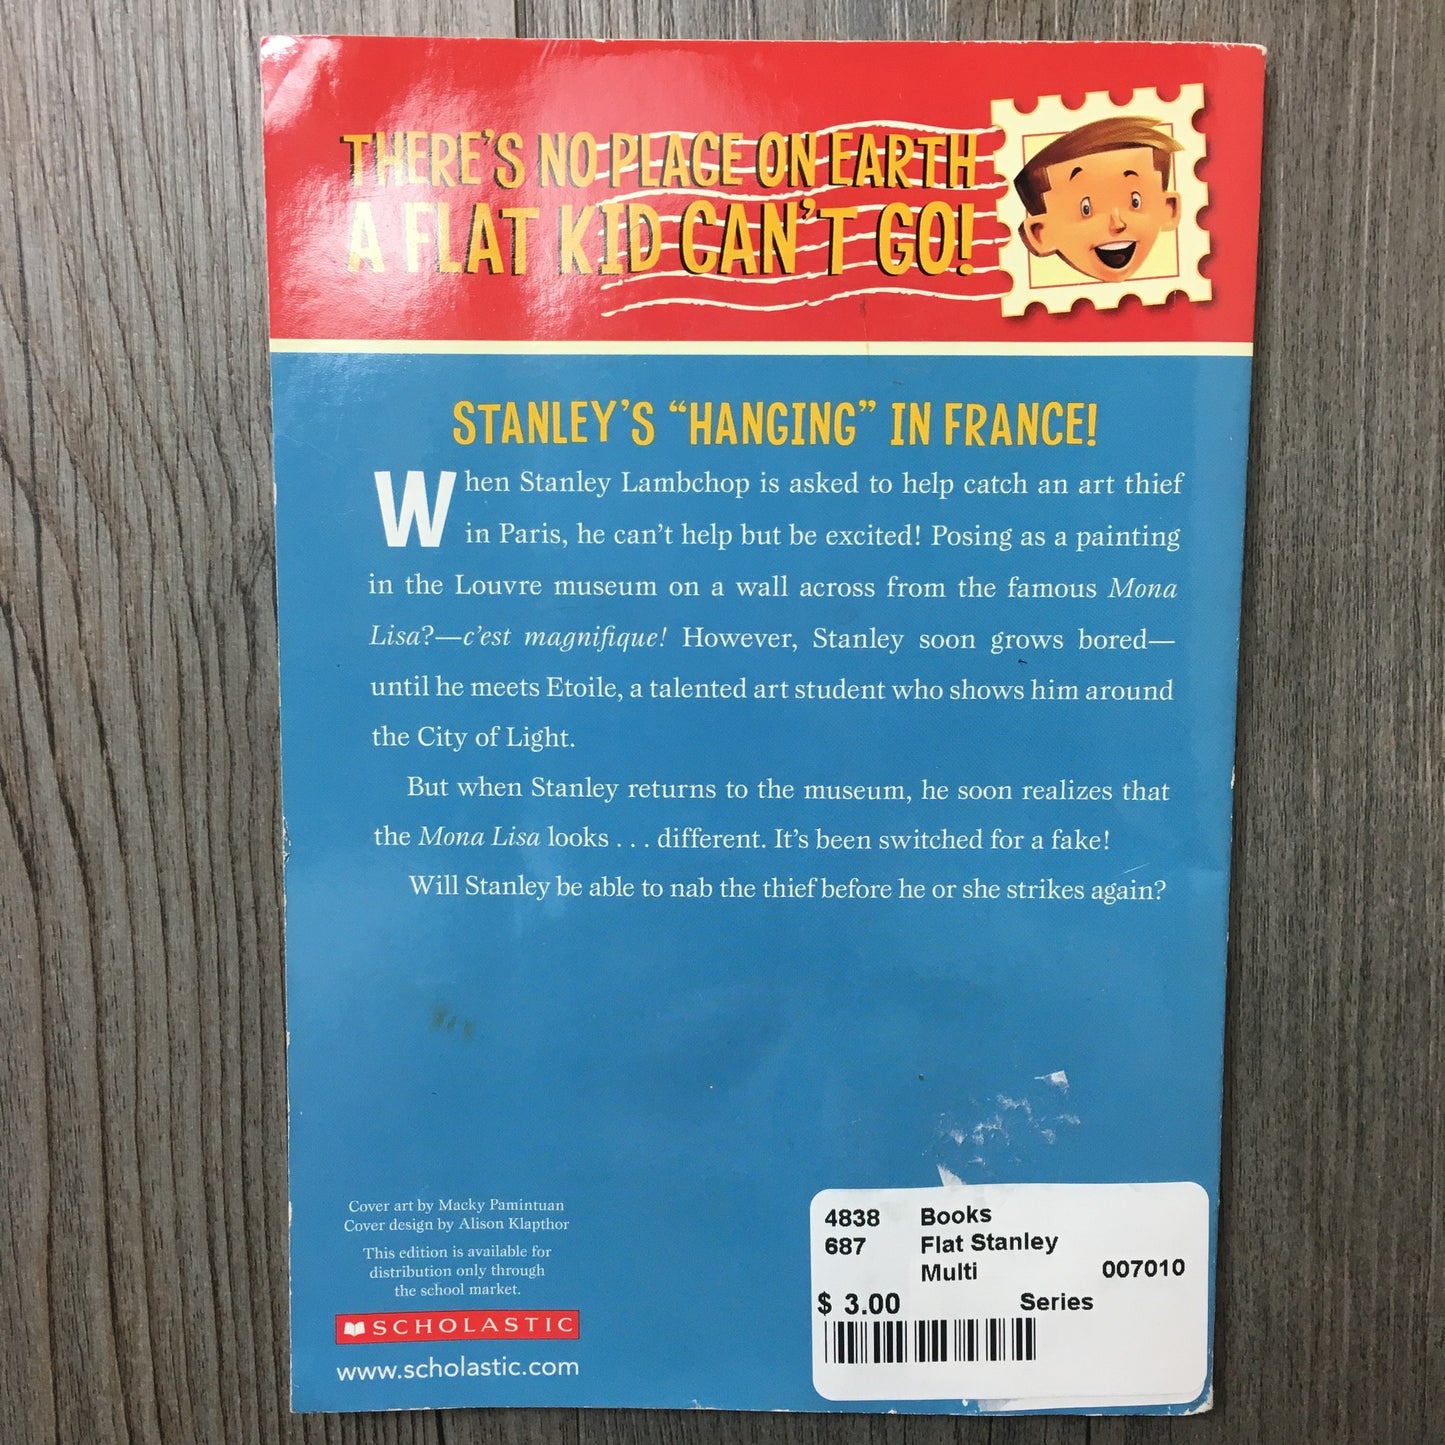 THERE'S NO PLACE ON EARTH
A FLAT KID CAN'T GO!
STANLEY'S “HANGING” IN FRANCE!
When Stanley Lambchop is asked to help catch an art thief
in Paris, he can't help but be excited! Posing as a painting
in the Louvre museum on a wall across from the famous Mona
Lisa?—c'est magnifique! However, Stanley soon grows bored—
until he meets Etoile, a talented art student who shows him around
the City of Light.
But when Stanley returns to the museum, he soon realizes that
the Mona Lisa looks . . . different. It's been switched for a fake!
Will Stanley be able to nab the thief before he or she strikes again?
Cover art by Macky Pamintuan
Cover design by Alison Klapthor
This edition is available for
distribution only through
the school market.
SCHOLASTIC
www.scholastic.com
4838 Books
687 Flat Stanley
Multi 007010
$ 3.00 Series